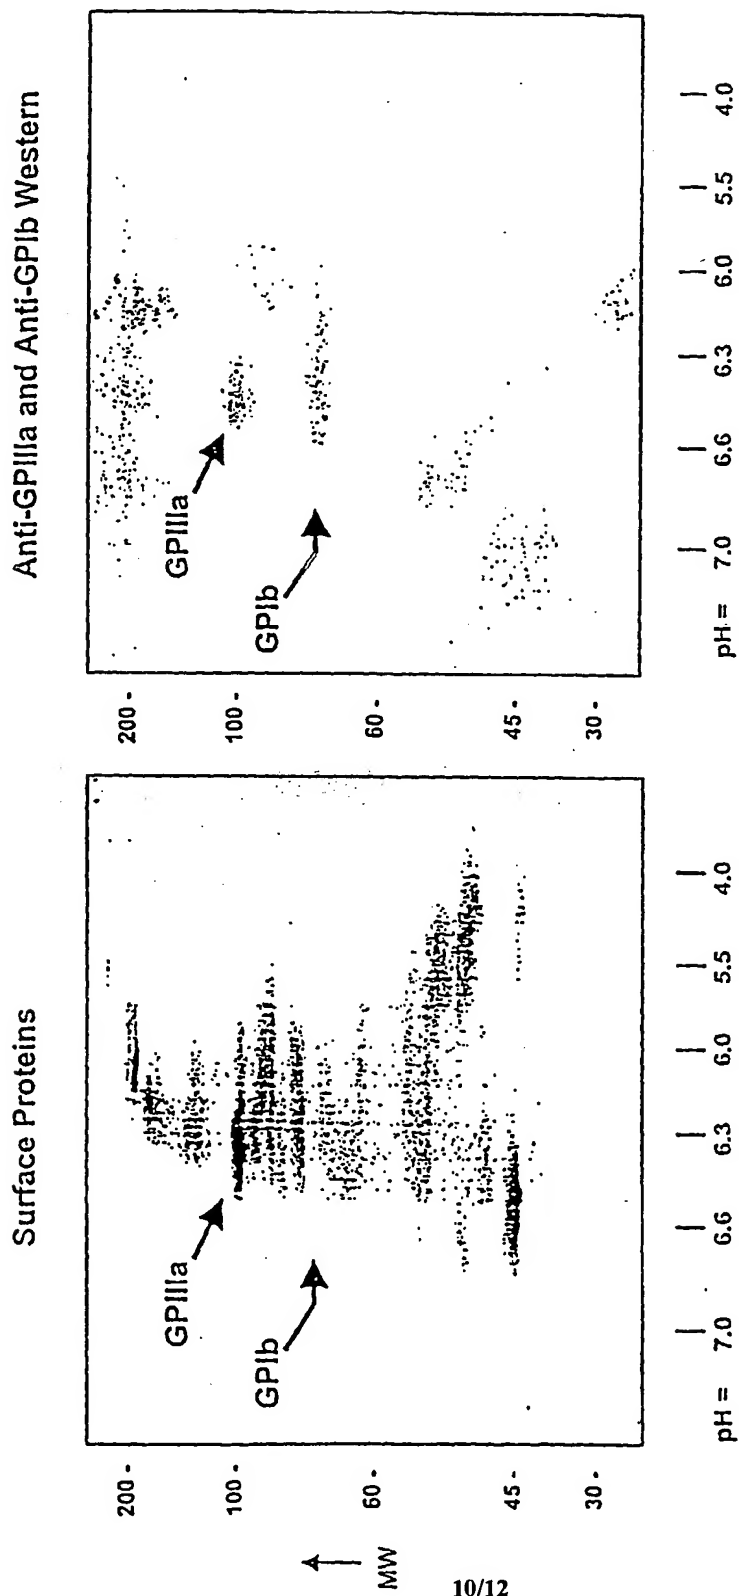 Surface Proteins
Anti-GPIIIa and Anti-GPIb Western
MW
200 -
100 -
60 -
45 -
30 -
GPIIIa
GPIb
pH =
7.0
6.6
6.3
6.0
5.5
4.0
200 -
100 -
60 -
45 -
30 -
GPIIIa
GPIb
pH =
7.0
6.6
6.3
6.0
5.5
4.0
10/12